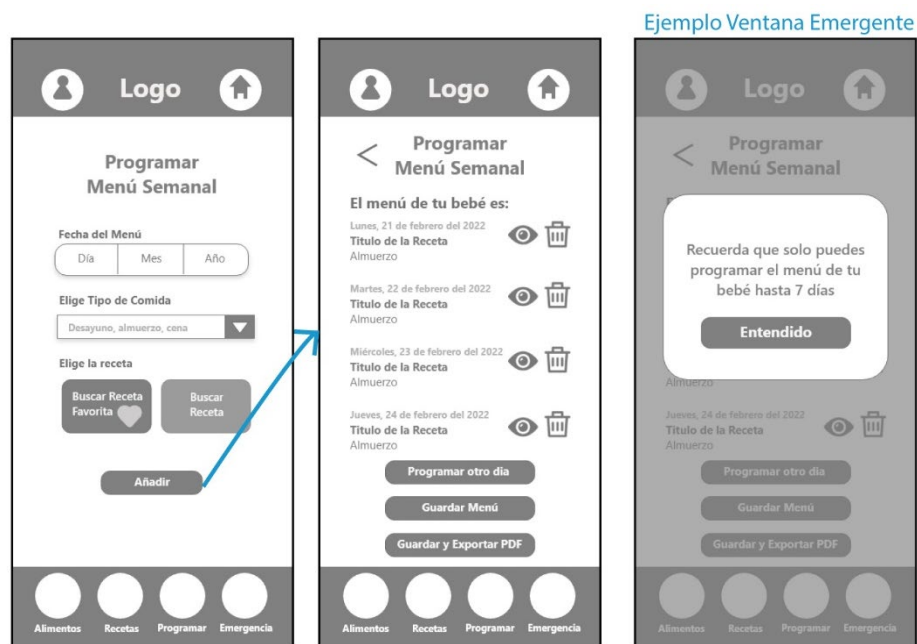 Ejemplo Ventana Emergente
Logo
Programar
Menú Semanal
Fecha del Menú
Día
Mes
Año
Elige Tipo de Comida
Desayuno, almuerzo, cena
Elige la receta
Buscar Receta
Favorita
Buscar
Receta
Añadir
Alimentos
Recetas
Programar
Emergencia
Logo
Programar
Menú Semanal
El menú de tu bebé es:
Lunes, 21 de febrero del 2022
Titulo de la Receta
Almuerzo
Martes, 22 de febrero del 2022
Titulo de la Receta
Almuerzo
Miércoles, 23 de febrero del 2022
Titulo de la Receta
Almuerzo
Jueves, 24 de febrero del 2022
Titulo de la Receta
Almuerzo
Programar otro dia
Guardar Menú
Guardar y Exportar PDF
Alimentos
Recetas
Programar
Emergencia
Logo
Programar
Menú Semanal
Recuerda que solo puedes
programar el menú de tu
bebé hasta 7 días
Entendido
Almuerzo
Jueves, 24 de febrero del 2022
Titulo de la Receta
Almuerzo
Programar otro dia
Guardar Menú
Guardar y Exportar PDF
Alimentos
Recetas
Programar
Emergencia